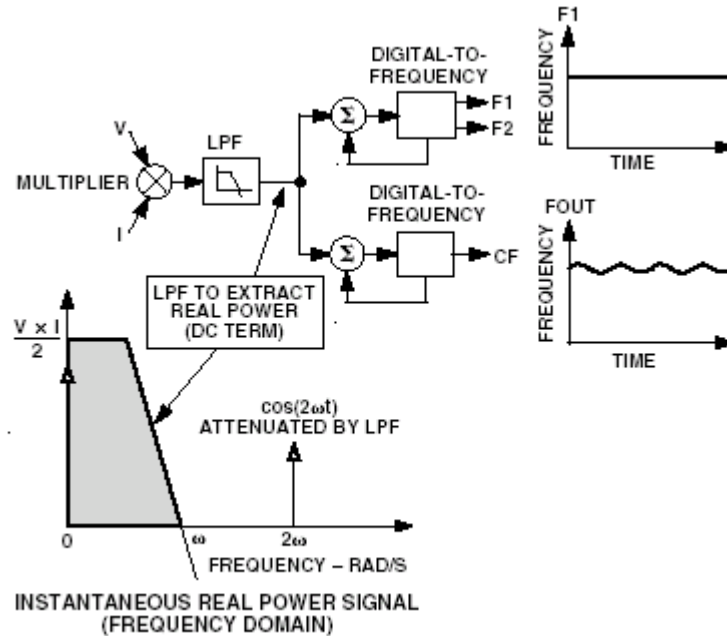 DIGITAL-TO-
FREQUENCY
F1
F2
F1
FREQUENCY
TIME
V
LPF
Σ
MULTIPLIER
I
DIGITAL-TO-
FREQUENCY
Σ
CF
FOUT
FREQUENCY
TIME
LPF TO EXTRACT
REAL POWER
(DC TERM)
V × I
2
cos(2ωt)
ATTENUATED BY LPF
0
ω
2ω
FREQUENCY – RAD/S
INSTANTANEOUS REAL POWER SIGNAL
(FREQUENCY DOMAIN)